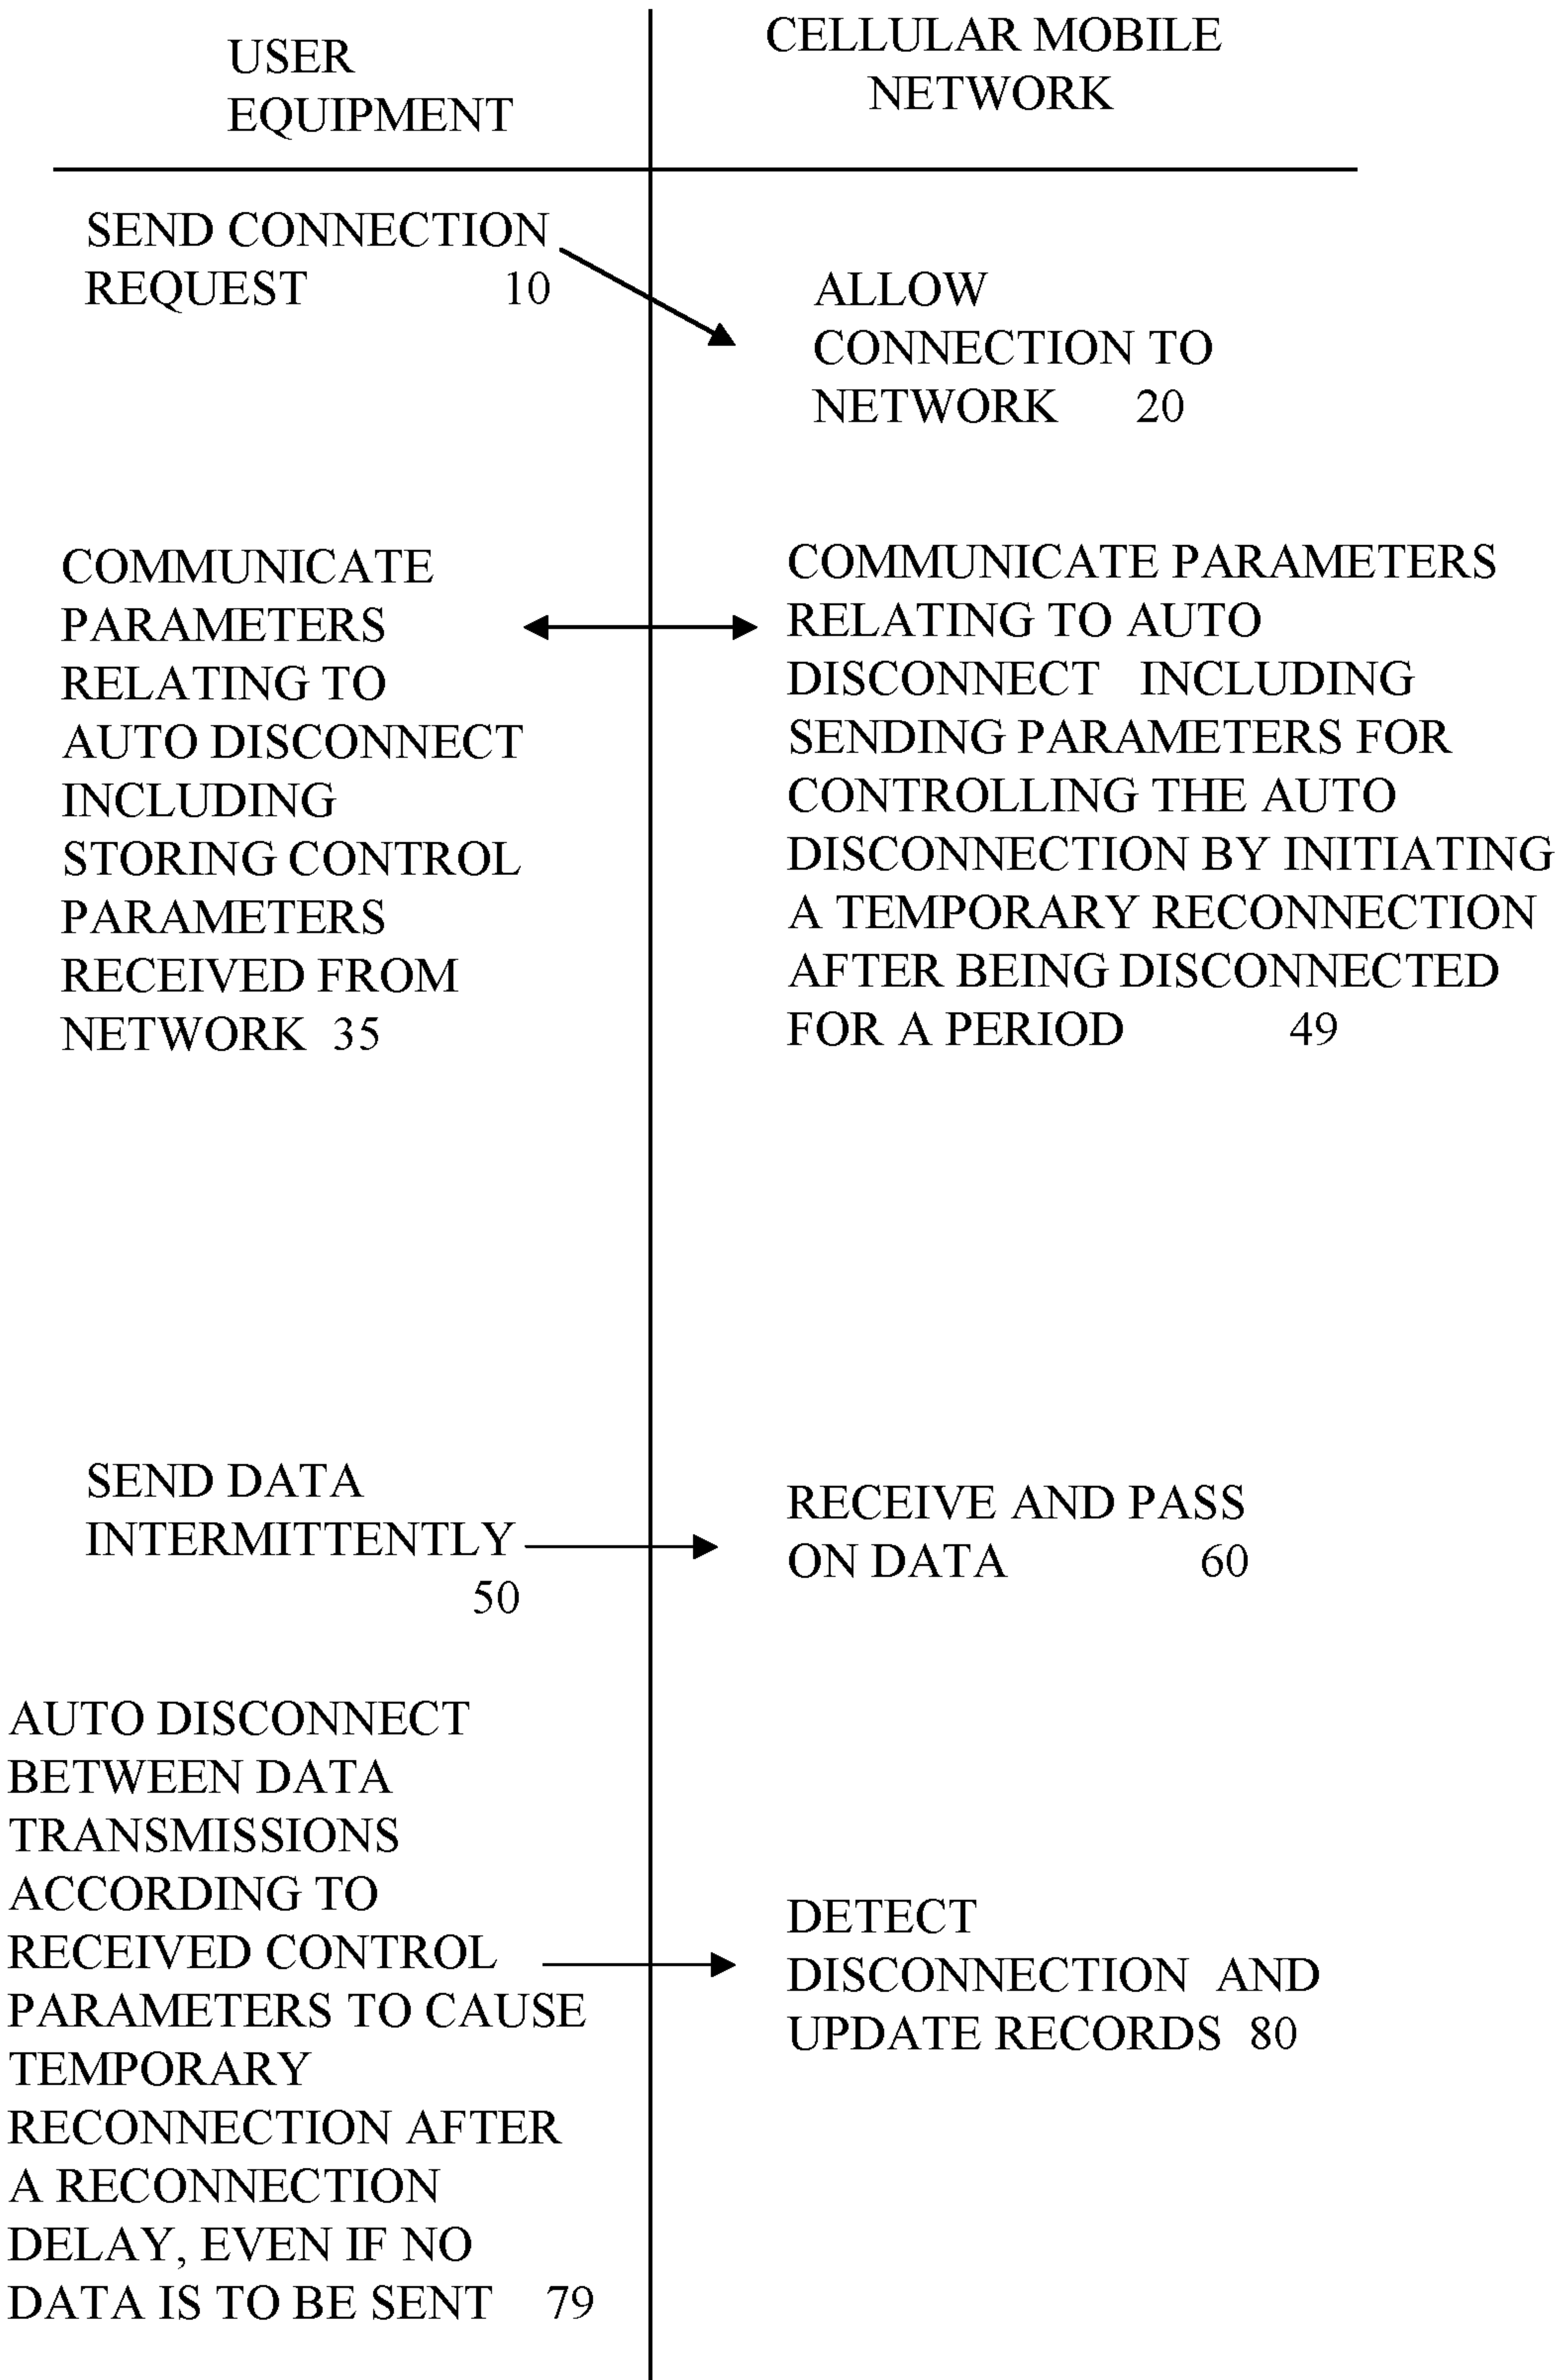 USER
EQUIPMENT
CELLULAR MOBILE
NETWORK
SEND CONNECTION
REQUEST 10
ALLOW
CONNECTION TO
NETWORK 20
COMMUNICATE
PARAMETERS
RELATING TO
AUTO DISCONNECT
INCLUDING
STORING CONTROL
PARAMETERS
RECEIVED FROM
NETWORK 35
COMMUNICATE PARAMETERS
RELATING TO AUTO
DISCONNECT INCLUDING
SENDING PARAMETERS FOR
CONTROLLING THE AUTO
DISCONNECTION BY INITIATING
A TEMPORARY RECONNECTION
AFTER BEING DISCONNECTED
FOR A PERIOD 49
SEND DATA
INTERMITTENTLY
50
RECEIVE AND PASS
ON DATA 60
AUTO DISCONNECT
BETWEEN DATA
TRANSMISSIONS
ACCORDING TO
RECEIVED CONTROL
PARAMETERS TO CAUSE
TEMPORARY
RECONNECTION AFTER
A RECONNECTION
DELAY, EVEN IF NO
DATA IS TO BE SENT 79
DETECT
DISCONNECTION AND
UPDATE RECORDS 80